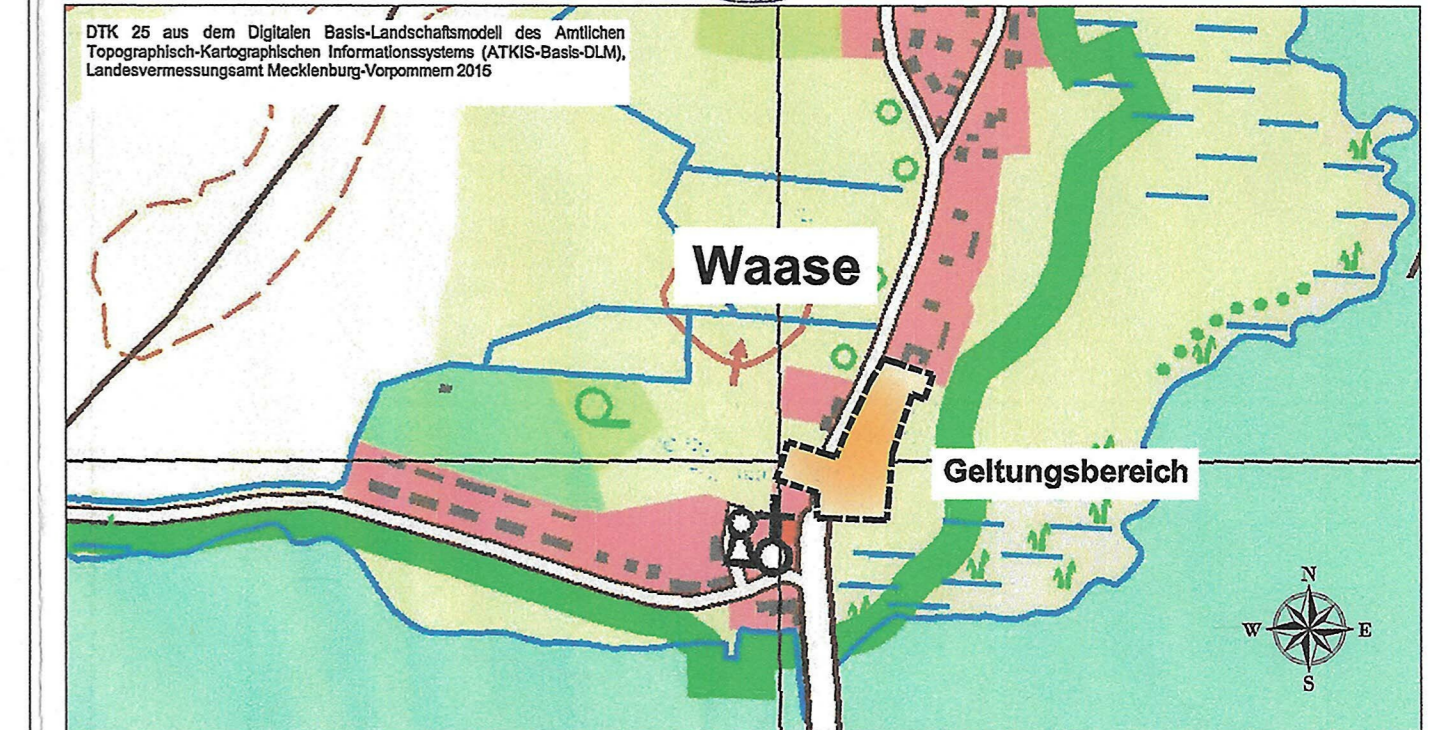 DTK 25 aus dem Digitalen Basis-Landschaftsmodell des Amtlichen
Topographisch-Kartographischen Informationssystems (ATKIS-Basis-DLM),
Landesvermessungsamt Mecklenburg-Vorpommern 2015
Waase
Geltungsbereich
N
W E
S